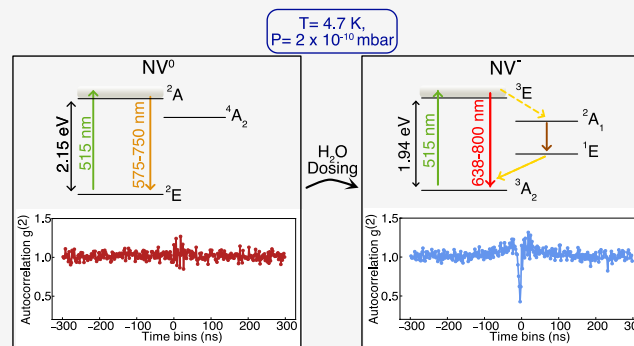 T= 4.7 K,
P= 2 x 10⁻¹⁰ mbar
NV⁰
²A
⁴A₂
2.15 eV
515 nm
575-750 nm
²E
H₂O
Dosing
NV⁻
³E
²A₁
¹E
1.94 eV
515 nm
638-800 nm
³A₂
Autocorrelation g(2)
1.5
1.0
0.5
-300 -200 -100 0 100 200 300
Time bins (ns)
Autocorrelation g(2)
1.5
1.0
0.5
-300 -200 -100 0 100 200 300
Time bins (ns)